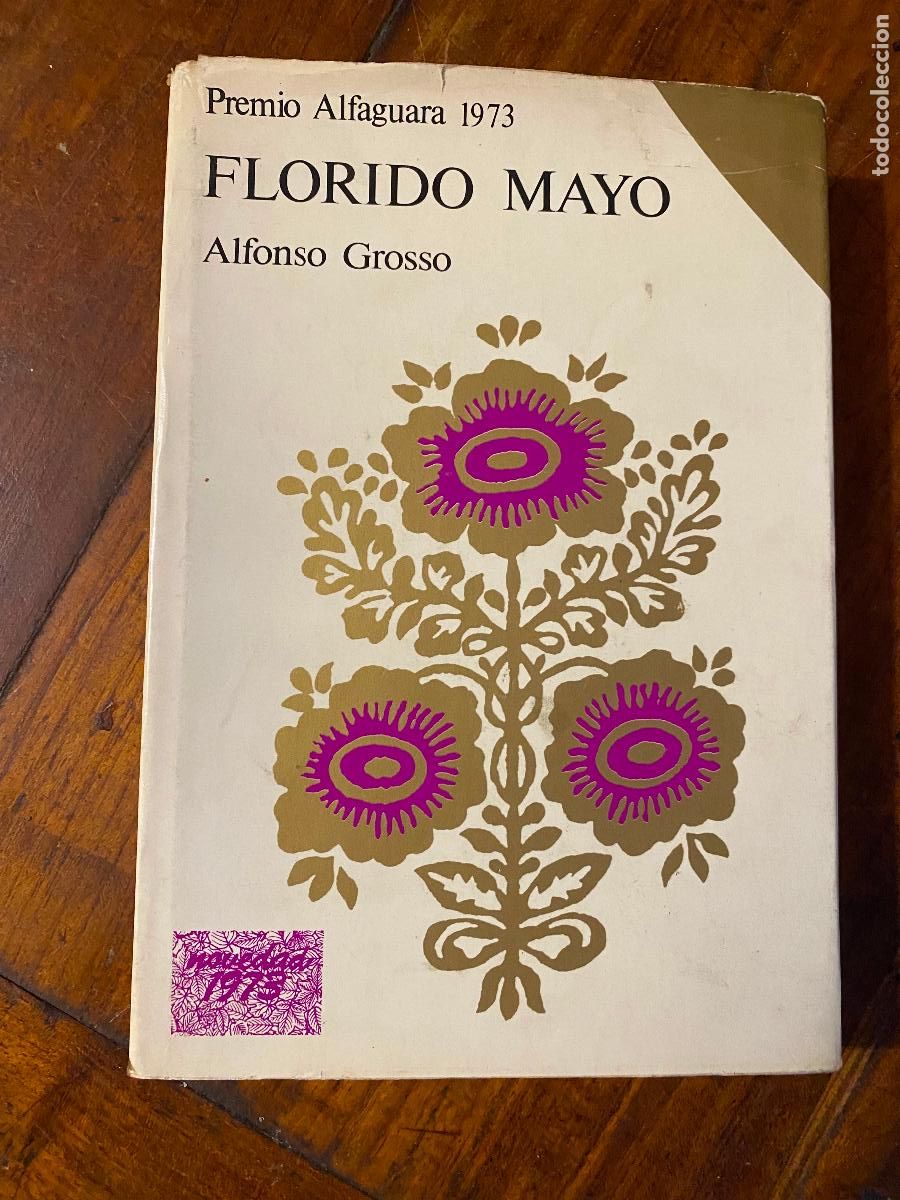 Premio Alfaguara 1973
FLORIDO MAYO
Alfonso Grosso
novedad
1973
todocoleccion